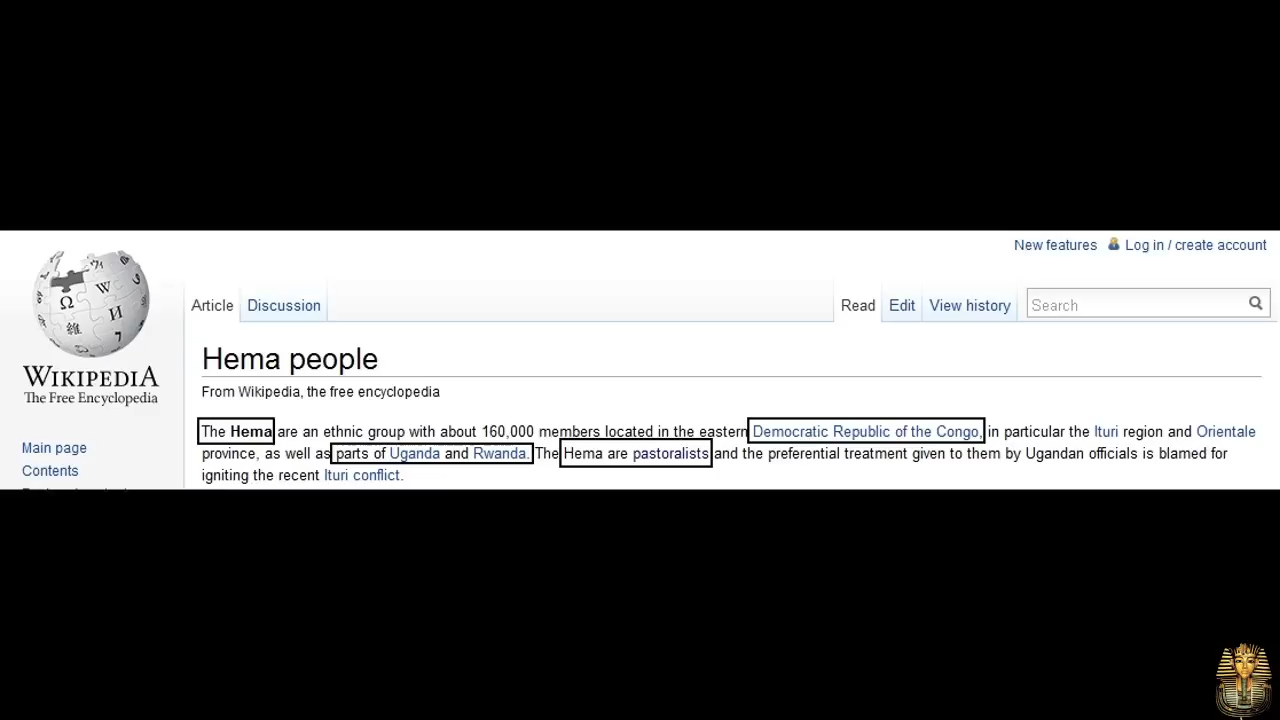 New features Log in / create account
Article Discussion Read Edit View history Search
WIKIPEDIA
The Free Encyclopedia
Hema people
From Wikipedia, the free encyclopedia
The Hema are an ethnic group with about 160,000 members located in the eastern Democratic Republic of the Congo, in particular the Ituri region and Orientale
province, as well as parts of Uganda and Rwanda. The Hema are pastoralists and the preferential treatment given to them by Ugandan officials is blamed for
igniting the recent Ituri conflict.
Main page
Contents